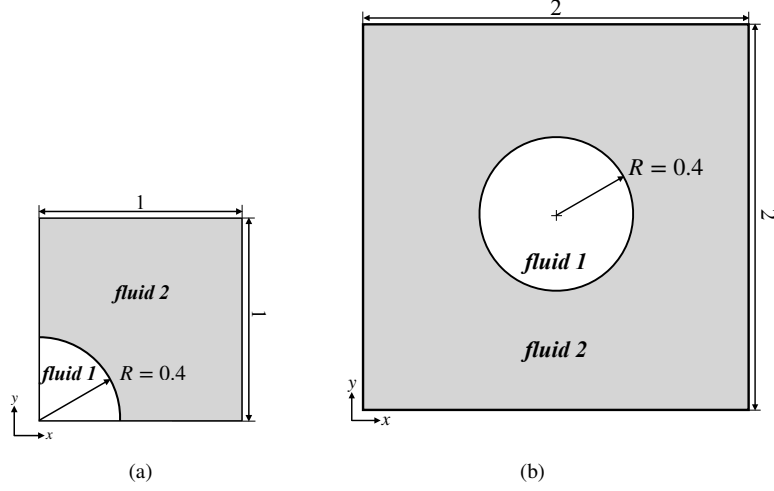 2
R = 0.4
fluid 1
2
fluid 2
y
x
1
fluid 2
1
fluid 1
R = 0.4
y
x
(a)
(b)